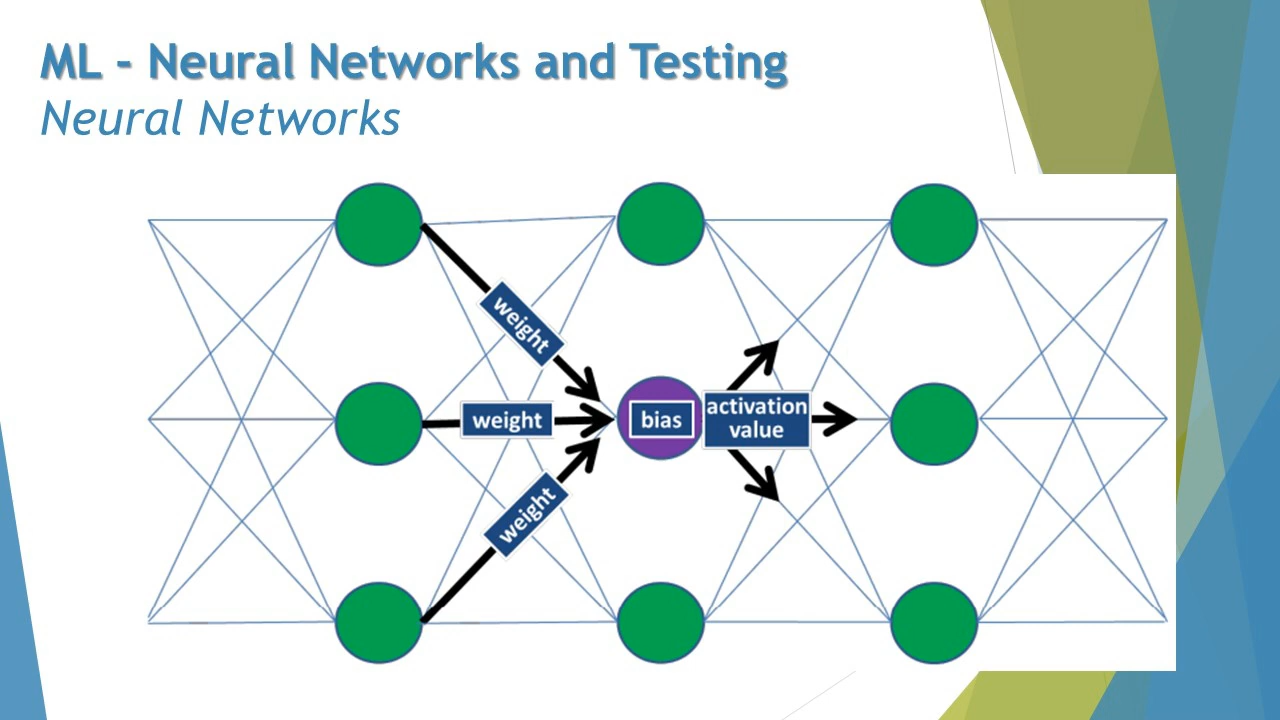 ML - Neural Networks and Testing
Neural Networks
weight
weight
bias
activation
value
weight